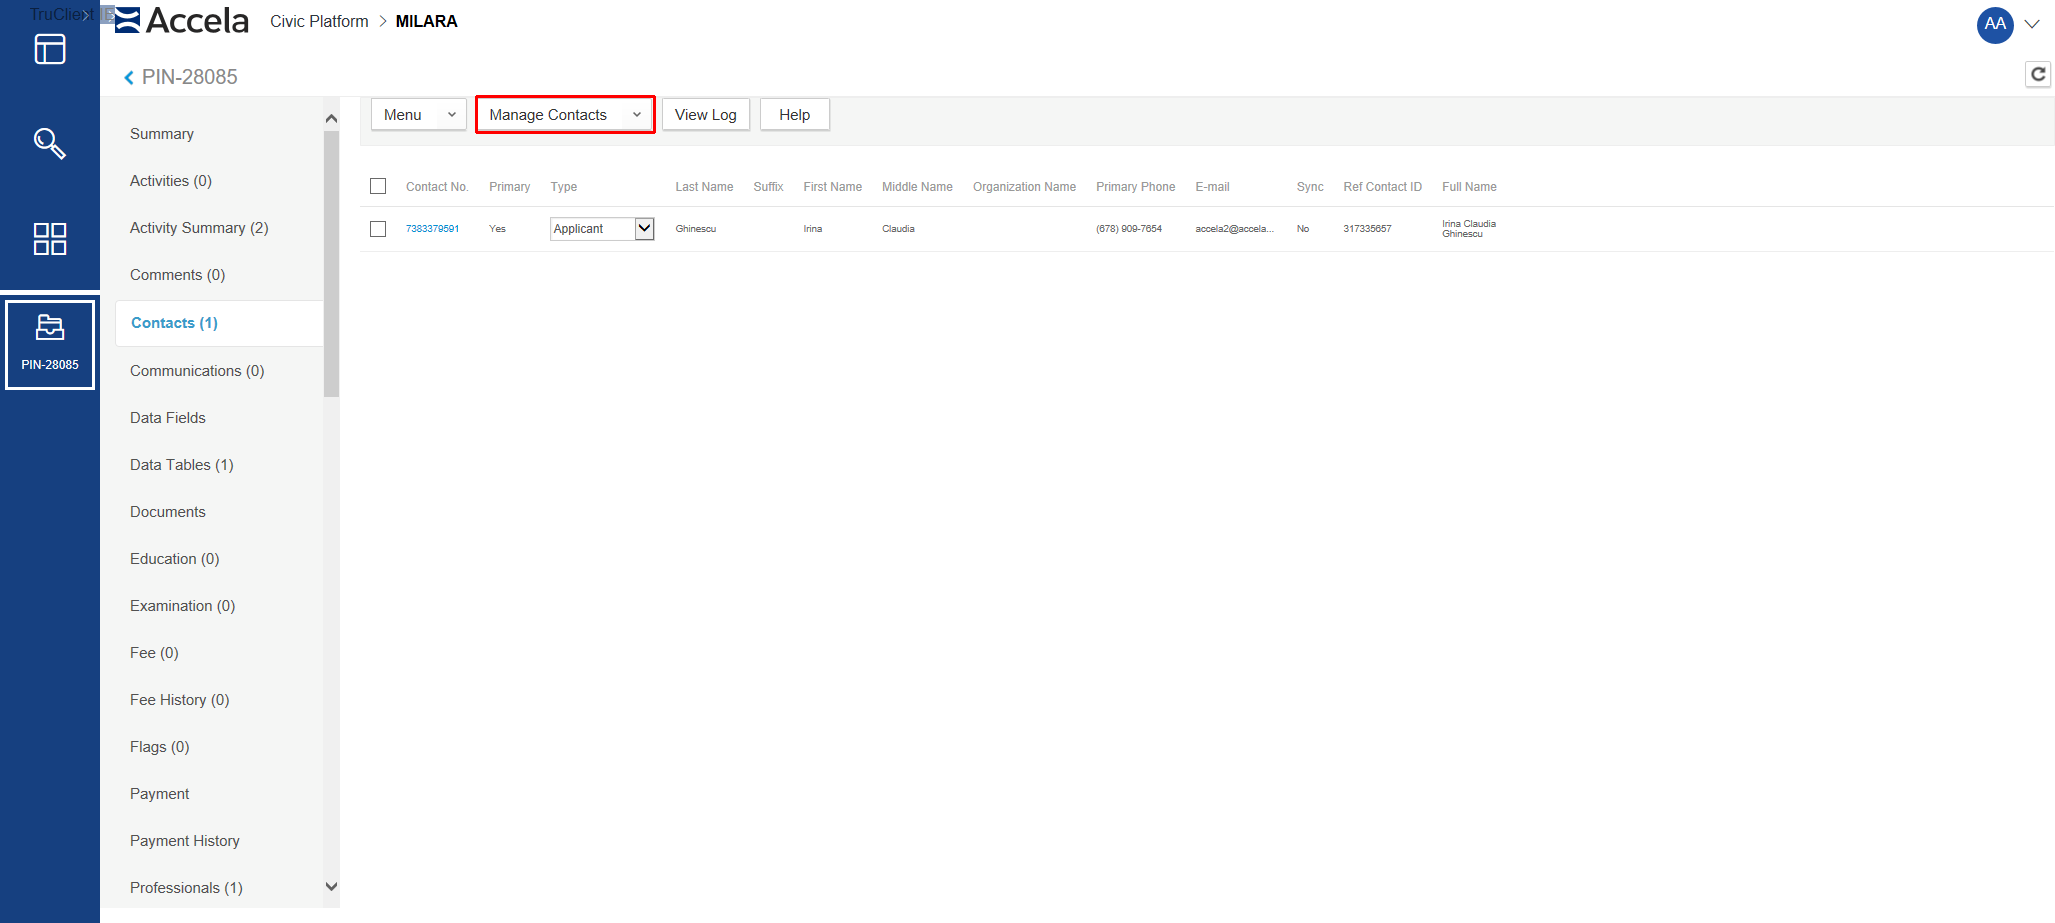 TruClient
Accela
Civic Platform > MILARA
AA
PIN-28085
Menu
Manage Contacts
View Log
Help
Summary
Activities (0)
Activity Summary (2)
Comments (0)
Contacts (1)
Communications (0)
Data Fields
Data Tables (1)
Documents
Education (0)
Examination (0)
Fee (0)
Fee History (0)
Flags (0)
Payment
Payment History
Professionals (1)
PIN-28085
Contact No. Primary Type Last Name Suffix First Name Middle Name Organization Name Primary Phone E-mail Sync Ref Contact ID Full Name
7383379591 Yes Applicant Ghinescu Irina Claudia (678) 909-7654 accela2@accela... No 317335657 Irina Claudia
Ghinescu